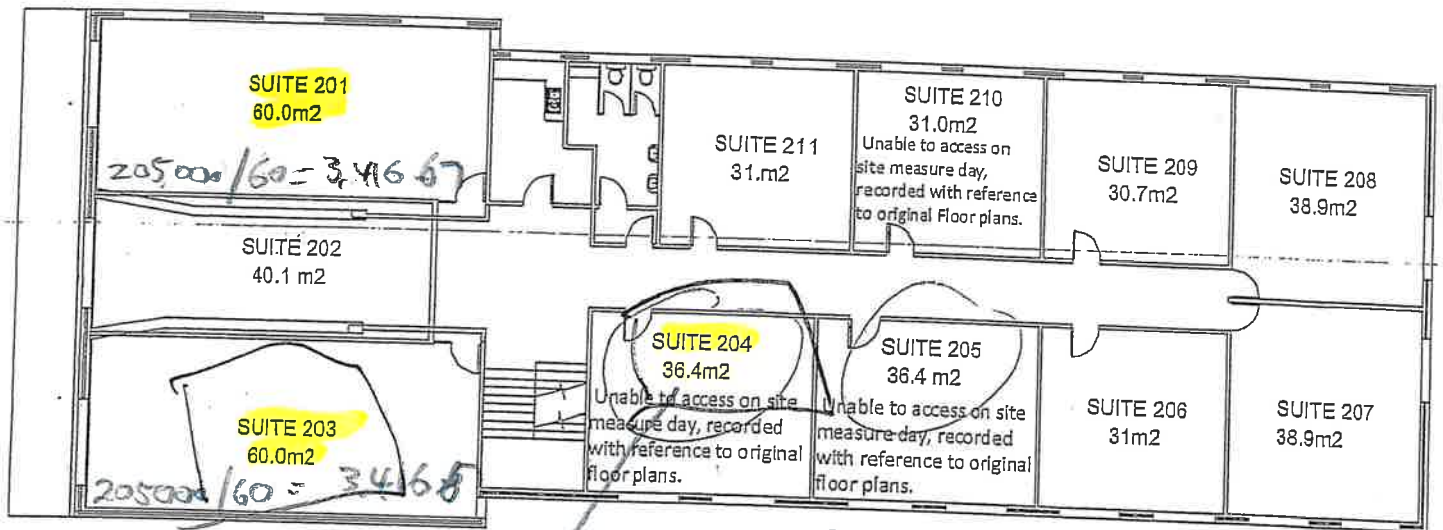 SUITE 201
60.0m2
205000/60 = 3,416.67
SUITE 202
40.1 m2
SUITE 203
60.0m2
205000/60 =
SUITE 211
31.m2
SUITE 210
31.0m2
Unable to access on
site measure day,
recorded with reference
to original Floor plans.
SUITE 209
30.7m2
SUITE 208
38.9m2
SUITE 204
36.4m2
Unable to access on site
measure day, recorded
with reference to original
floor plans.
SUITE 205
36.4 m2
Unable to access on site
measure day, recorded
with reference to original
floor plans.
SUITE 206
31m2
SUITE 207
38.9m2